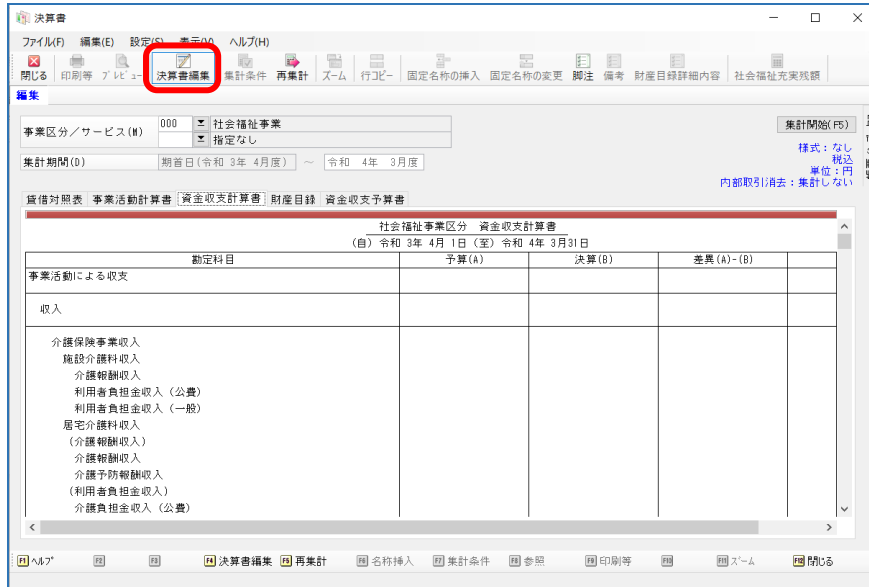 決算書
ファイル(F) 編集(E) 設定(S) 表示(V) ヘルプ(H)
閉じる 印刷等 プレビュー 決算書編集 集計条件 再集計 ズーム 行コピー 固定名称の挿入 固定名称の変更 脚注 備考 財産目録詳細内容 社会福祉充実残額
編集
事業区分/サービス(M) 000 社会福祉事業
指定なし
集計開始(F5)
集計期間(D) 期首日(令和 3年 4月度) ～ 令和 4年 3月度
様式：なし
税込
単位：円
内部取引消去：集計しない
貸借対照表 事業活動計算書 資金収支計算書 財産目録 資金収支予算書
社会福祉事業区分 資金収支計算書
(自) 令和 3年 4月 1日 (至) 令和 4年 3月31日
勘定科目 予算(A) 決算(B) 差異(A)-(B)
事業活動による収支
収入
介護保険事業収入
施設介護料収入
介護報酬収入
利用者負担金収入（公費）
利用者負担金収入（一般）
居宅介護料収入
(介護報酬収入)
介護報酬収入
介護予防報酬収入
(利用者負担金収入)
介護負担金収入（公費）
F1 ヘルプ F2 F3 F4 決算書編集 F5 再集計 F6 名称挿入 F7 集計条件 F8 参照 F9 印刷等 F10 F11 ズーム F12 閉じる